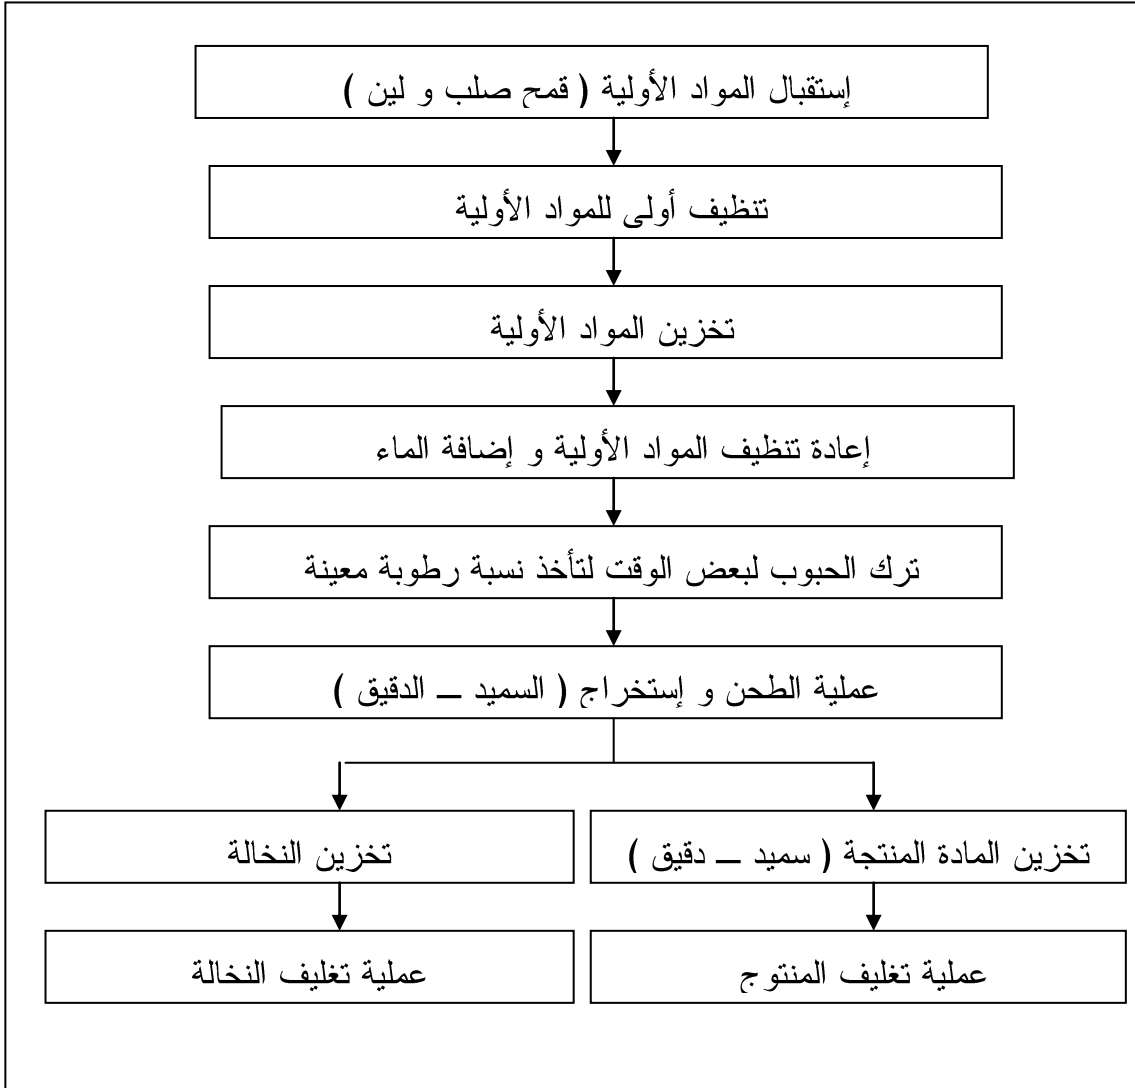 إستقبال المواد الأولية ( قمح صلب و لين )
تنظيف أولى للمواد الأولية
تخزين المواد الأولية
إعادة تنظيف المواد الأولية و إضافة الماء
ترك الحبوب لبعض الوقت لتأخذ نسبة رطوبة معينة
عملية الطحن و إستخراج ( السميد – الدقيق )
تخزين المادة المنتجة ( سميد – دقيق )
تخزين النخالة
عملية تغليف المنتوج
عملية تغليف النخالة